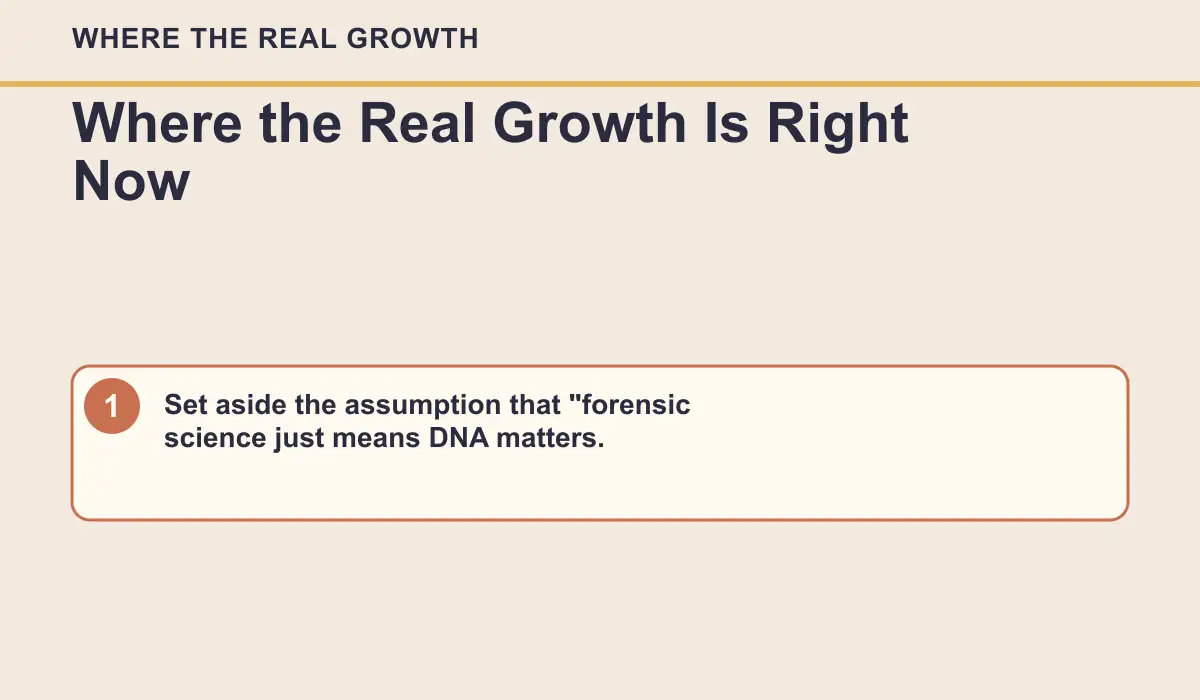 WHERE THE REAL GROWTH
Where the Real Growth Is Right
Now
1
Set aside the assumption that "forensic
science just means DNA matters.